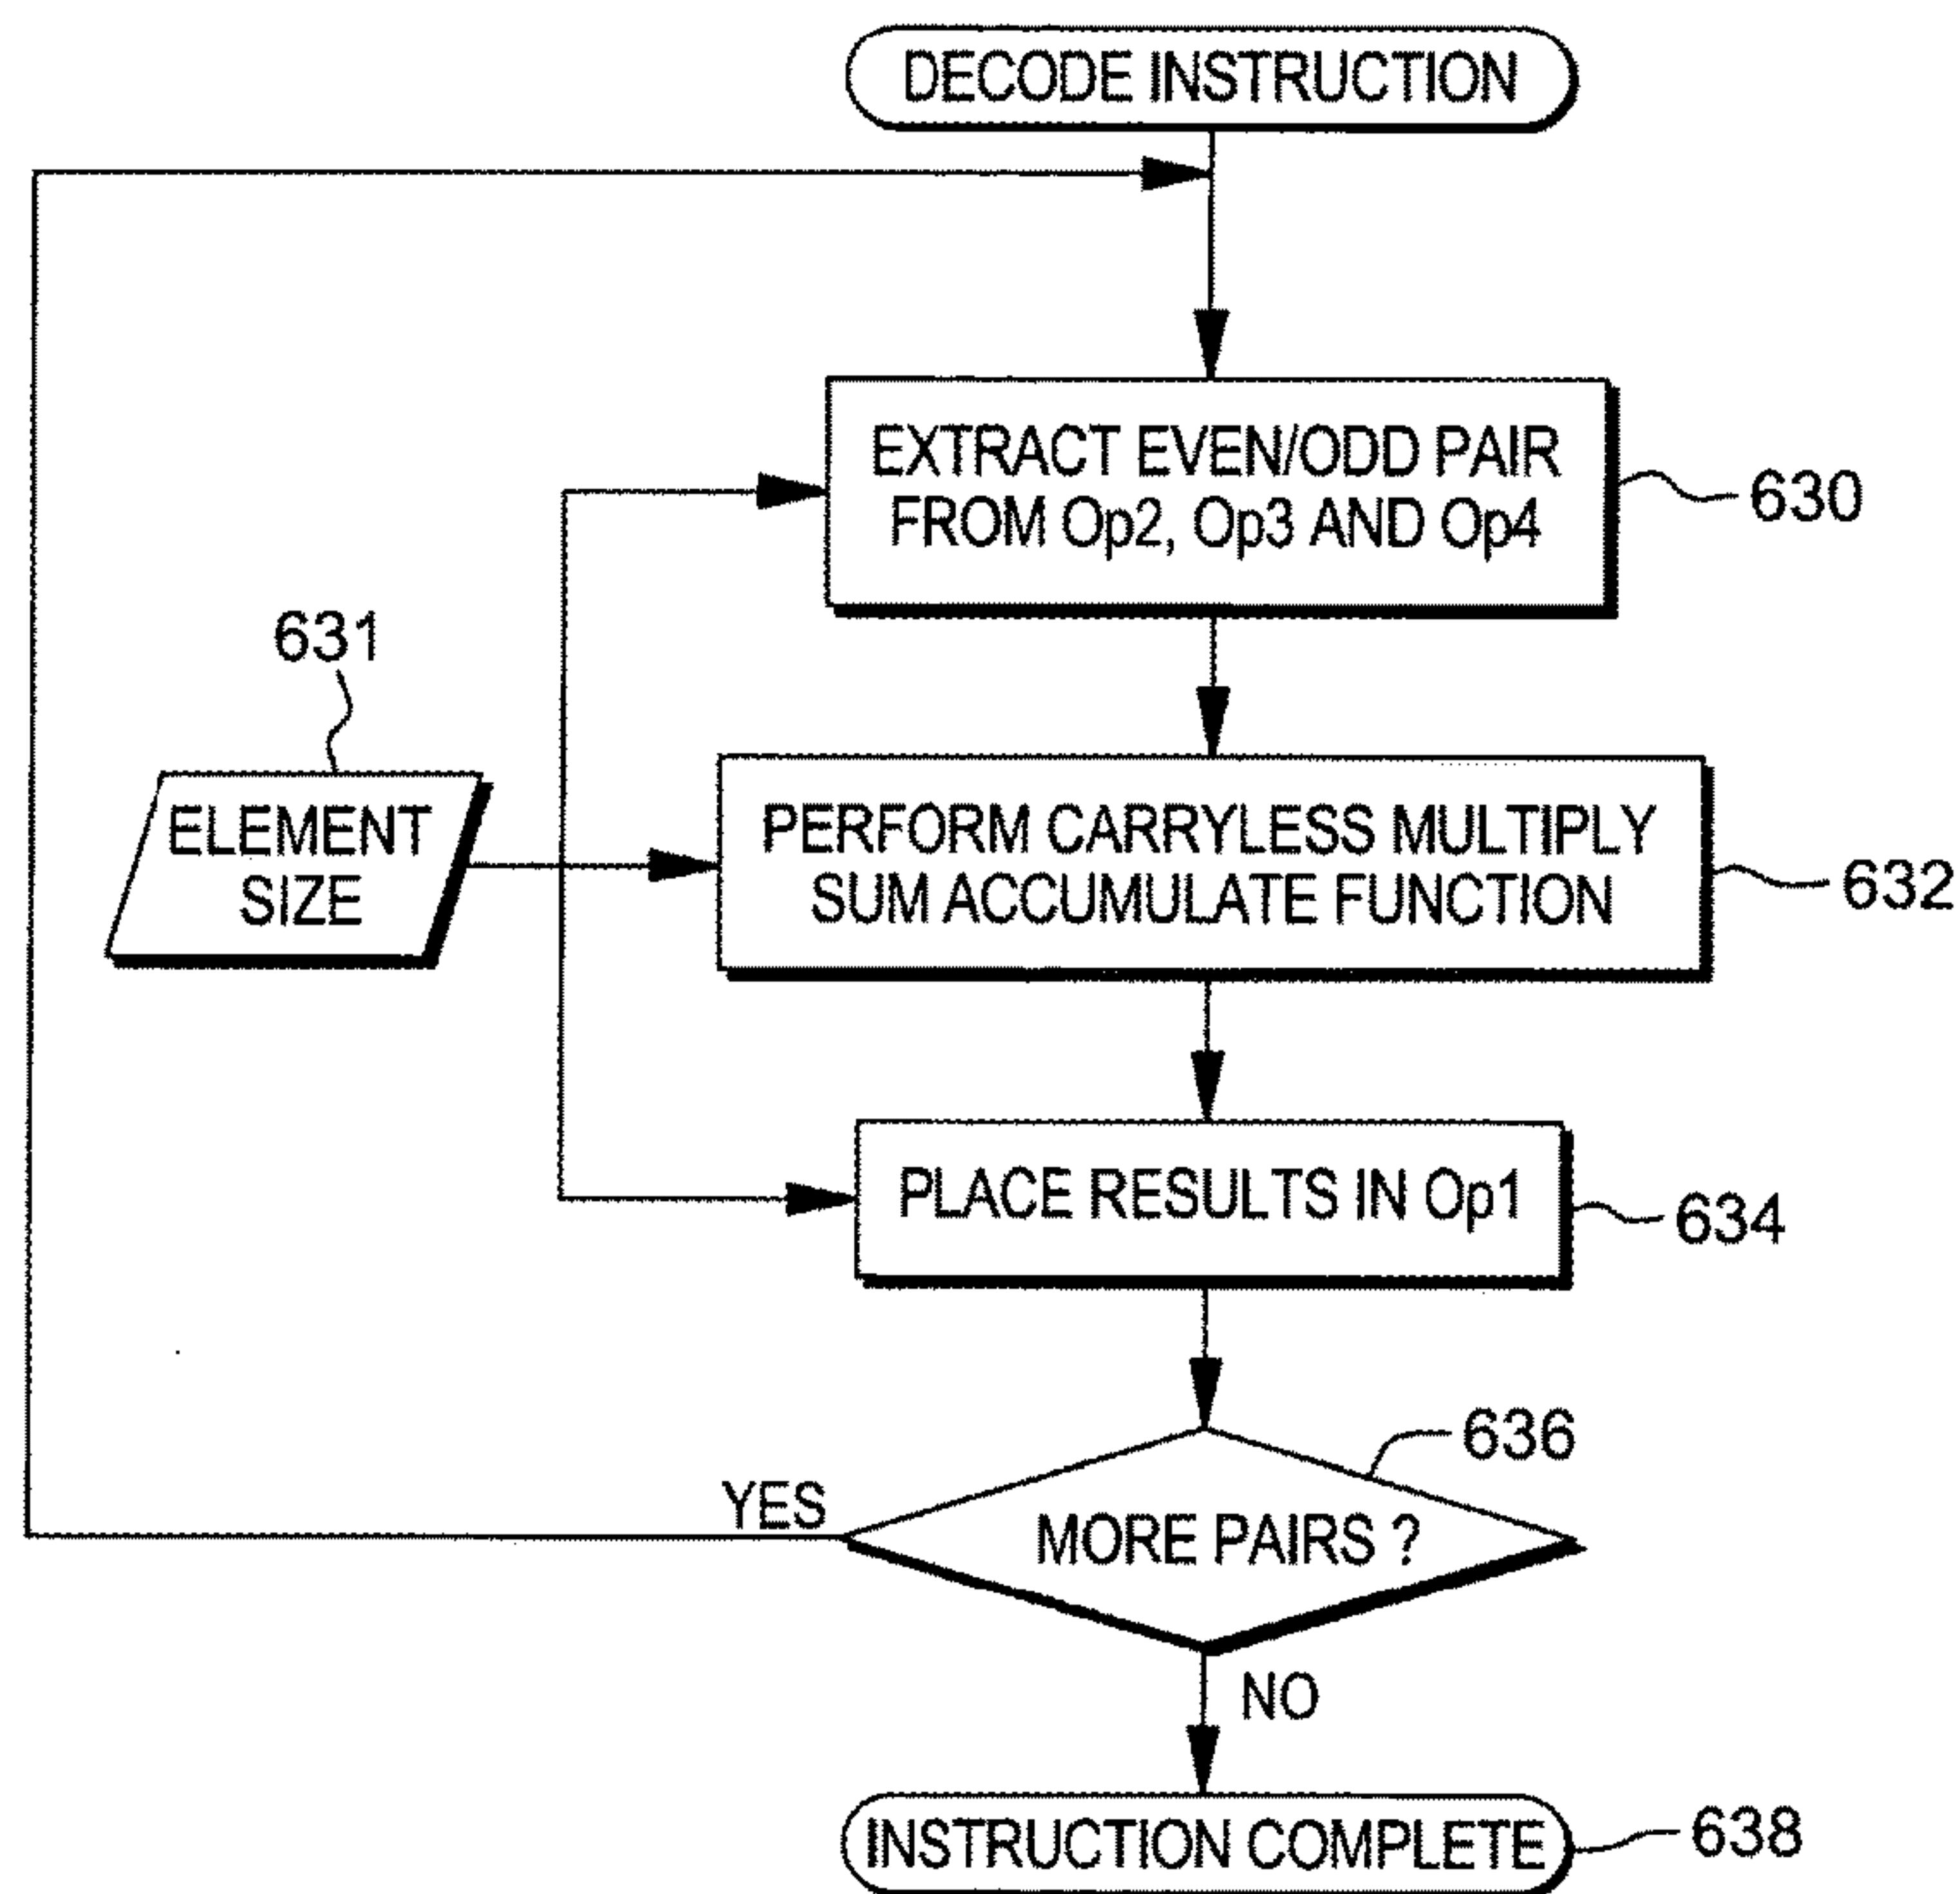 DECODE INSTRUCTION
EXTRACT EVEN/ODD PAIR
FROM Op2, Op3 AND Op4
630
631
ELEMENT
SIZE
PERFORM CARRYLESS MULTIPLY
SUM ACCUMULATE FUNCTION
632
PLACE RESULTS IN Op1
634
636
YES
MORE PAIRS ?
NO
INSTRUCTION COMPLETE
638